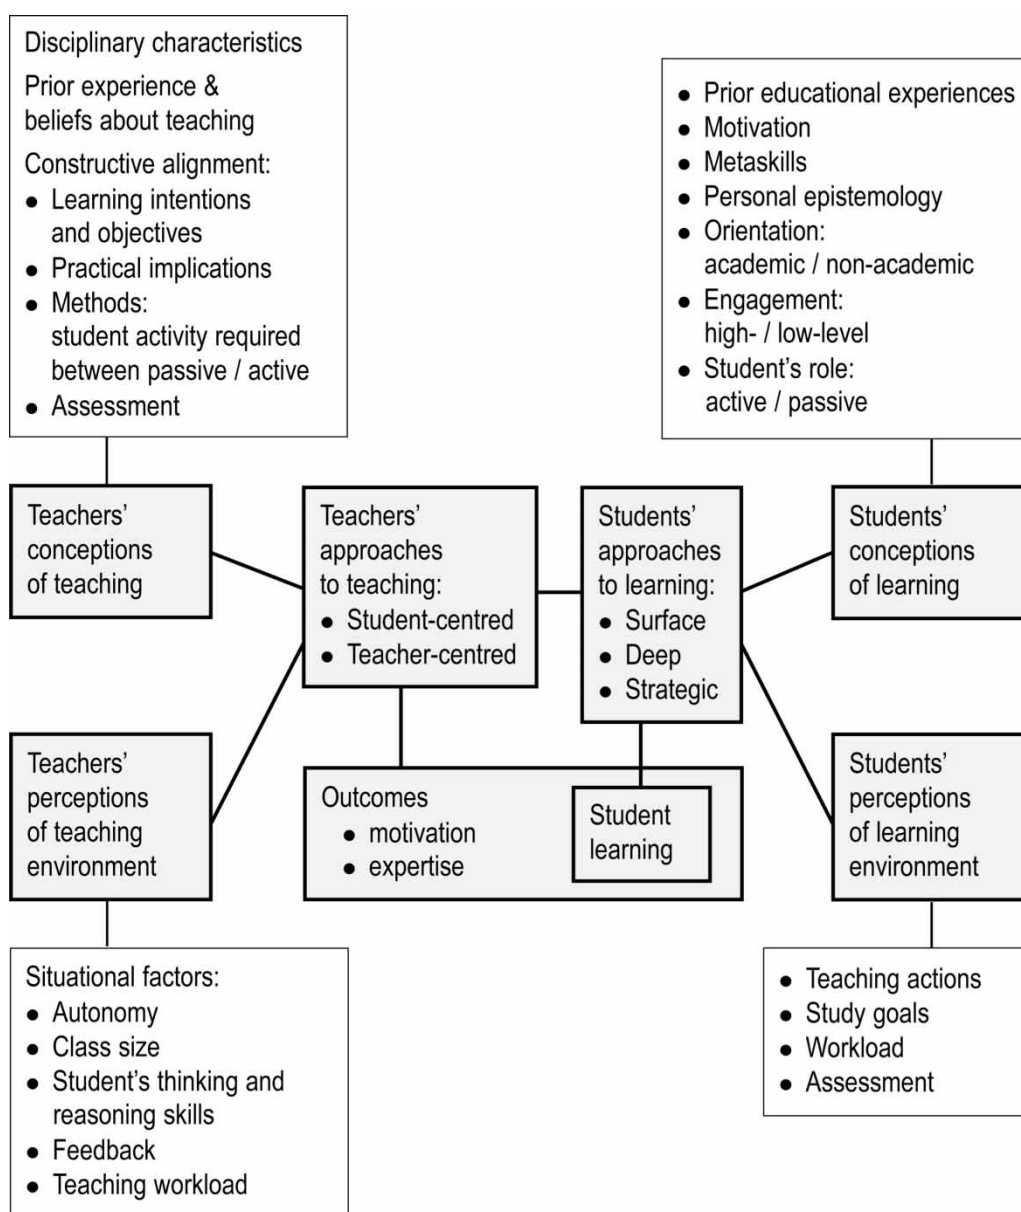 Disciplinary characteristics
Prior experience &
beliefs about teaching
Constructive alignment:
● Learning intentions
and objectives
● Practical implications
● Methods:
student activity required
between passive / active
● Assessment
● Prior educational experiences
● Motivation
● Metaskills
● Personal epistemology
● Orientation:
academic / non-academic
● Engagement:
high- / low-level
● Student’s role:
active / passive
Teachers’
conceptions
of teaching
Teachers’
approaches
to teaching:
● Student-centred
● Teacher-centred
Students’
approaches
to learning:
● Surface
● Deep
● Strategic
Students’
conceptions
of learning
Teachers’
perceptions
of teaching
environment
Outcomes
● motivation
● expertise
Student
learning
Students’
perceptions
of learning
environment
Situational factors:
● Autonomy
● Class size
● Student’s thinking and
reasoning skills
● Feedback
● Teaching workload
● Teaching actions
● Study goals
● Workload
● Assessment